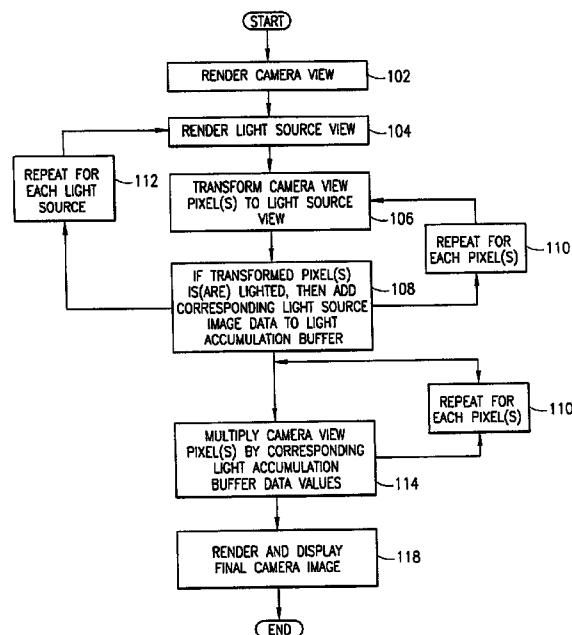 START
RENDER CAMERA VIEW
102
RENDER LIGHT SOURCE VIEW
104
REPEAT FOR
EACH LIGHT
SOURCE
112
TRANSFORM CAMERA VIEW
PIXEL(S) TO LIGHT SOURCE
VIEW
106
REPEAT FOR
EACH PIXEL(S)
110
IF TRANSFORMED PIXEL(S)
IS(ARE) LIGHTED, THEN ADD
CORRESPONDING LIGHT SOURCE
IMAGE DATA TO LIGHT
ACCUMULATION BUFFER
108
REPEAT FOR
EACH PIXEL(S)
110
MULTIPLY CAMERA VIEW
PIXEL(S) BY CORRESPONDING
LIGHT ACCUMULATION
BUFFER DATA VALUES
114
RENDER AND DISPLAY
FINAL CAMERA IMAGE
118
END